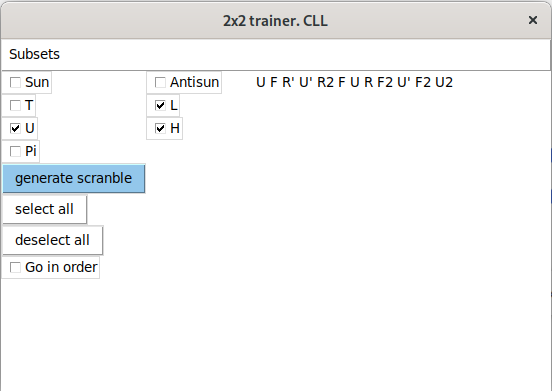 2x2 trainer. CLL
×
Subsets
Sun Antisun U F R' U' R2 F U R F2 U' F2 U2
T L
U H
Pi
generate scranble
select all
deselect all
Go in order